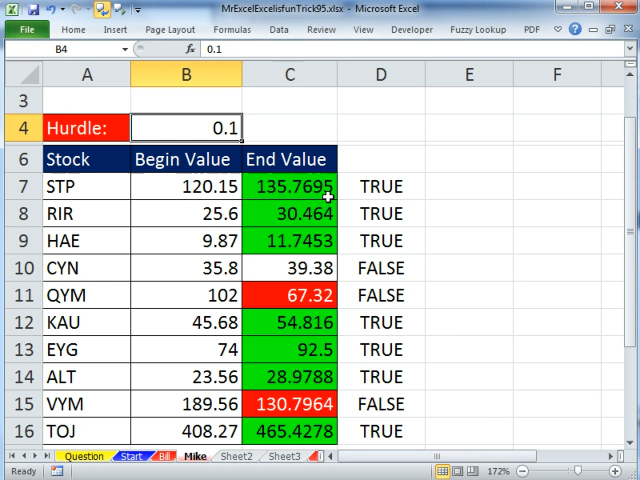 MrExcelExcelisfunTrick95.xlsx - Microsoft Excel
File Home Insert Page Layout Formulas Data Review View Developer Fuzzy Lookup PDF
B4 fx 0.1
A B C D E F
3
4 Hurdle: 0.1
6 Stock Begin Value End Value
7 STP 120.15 135.7695 TRUE
8 RIR 25.6 30.464 TRUE
9 HAE 9.87 11.7453 TRUE
10 CYN 35.8 39.38 FALSE
11 QYM 102 67.32 FALSE
12 KAU 45.68 54.816 TRUE
13 EYG 74 92.5 TRUE
14 ALT 23.56 28.9788 TRUE
15 VYM 189.56 130.7964 FALSE
16 TOJ 408.27 465.4278 TRUE
Question Start Bill Mike Sheet2 Sheet3
Ready 172%